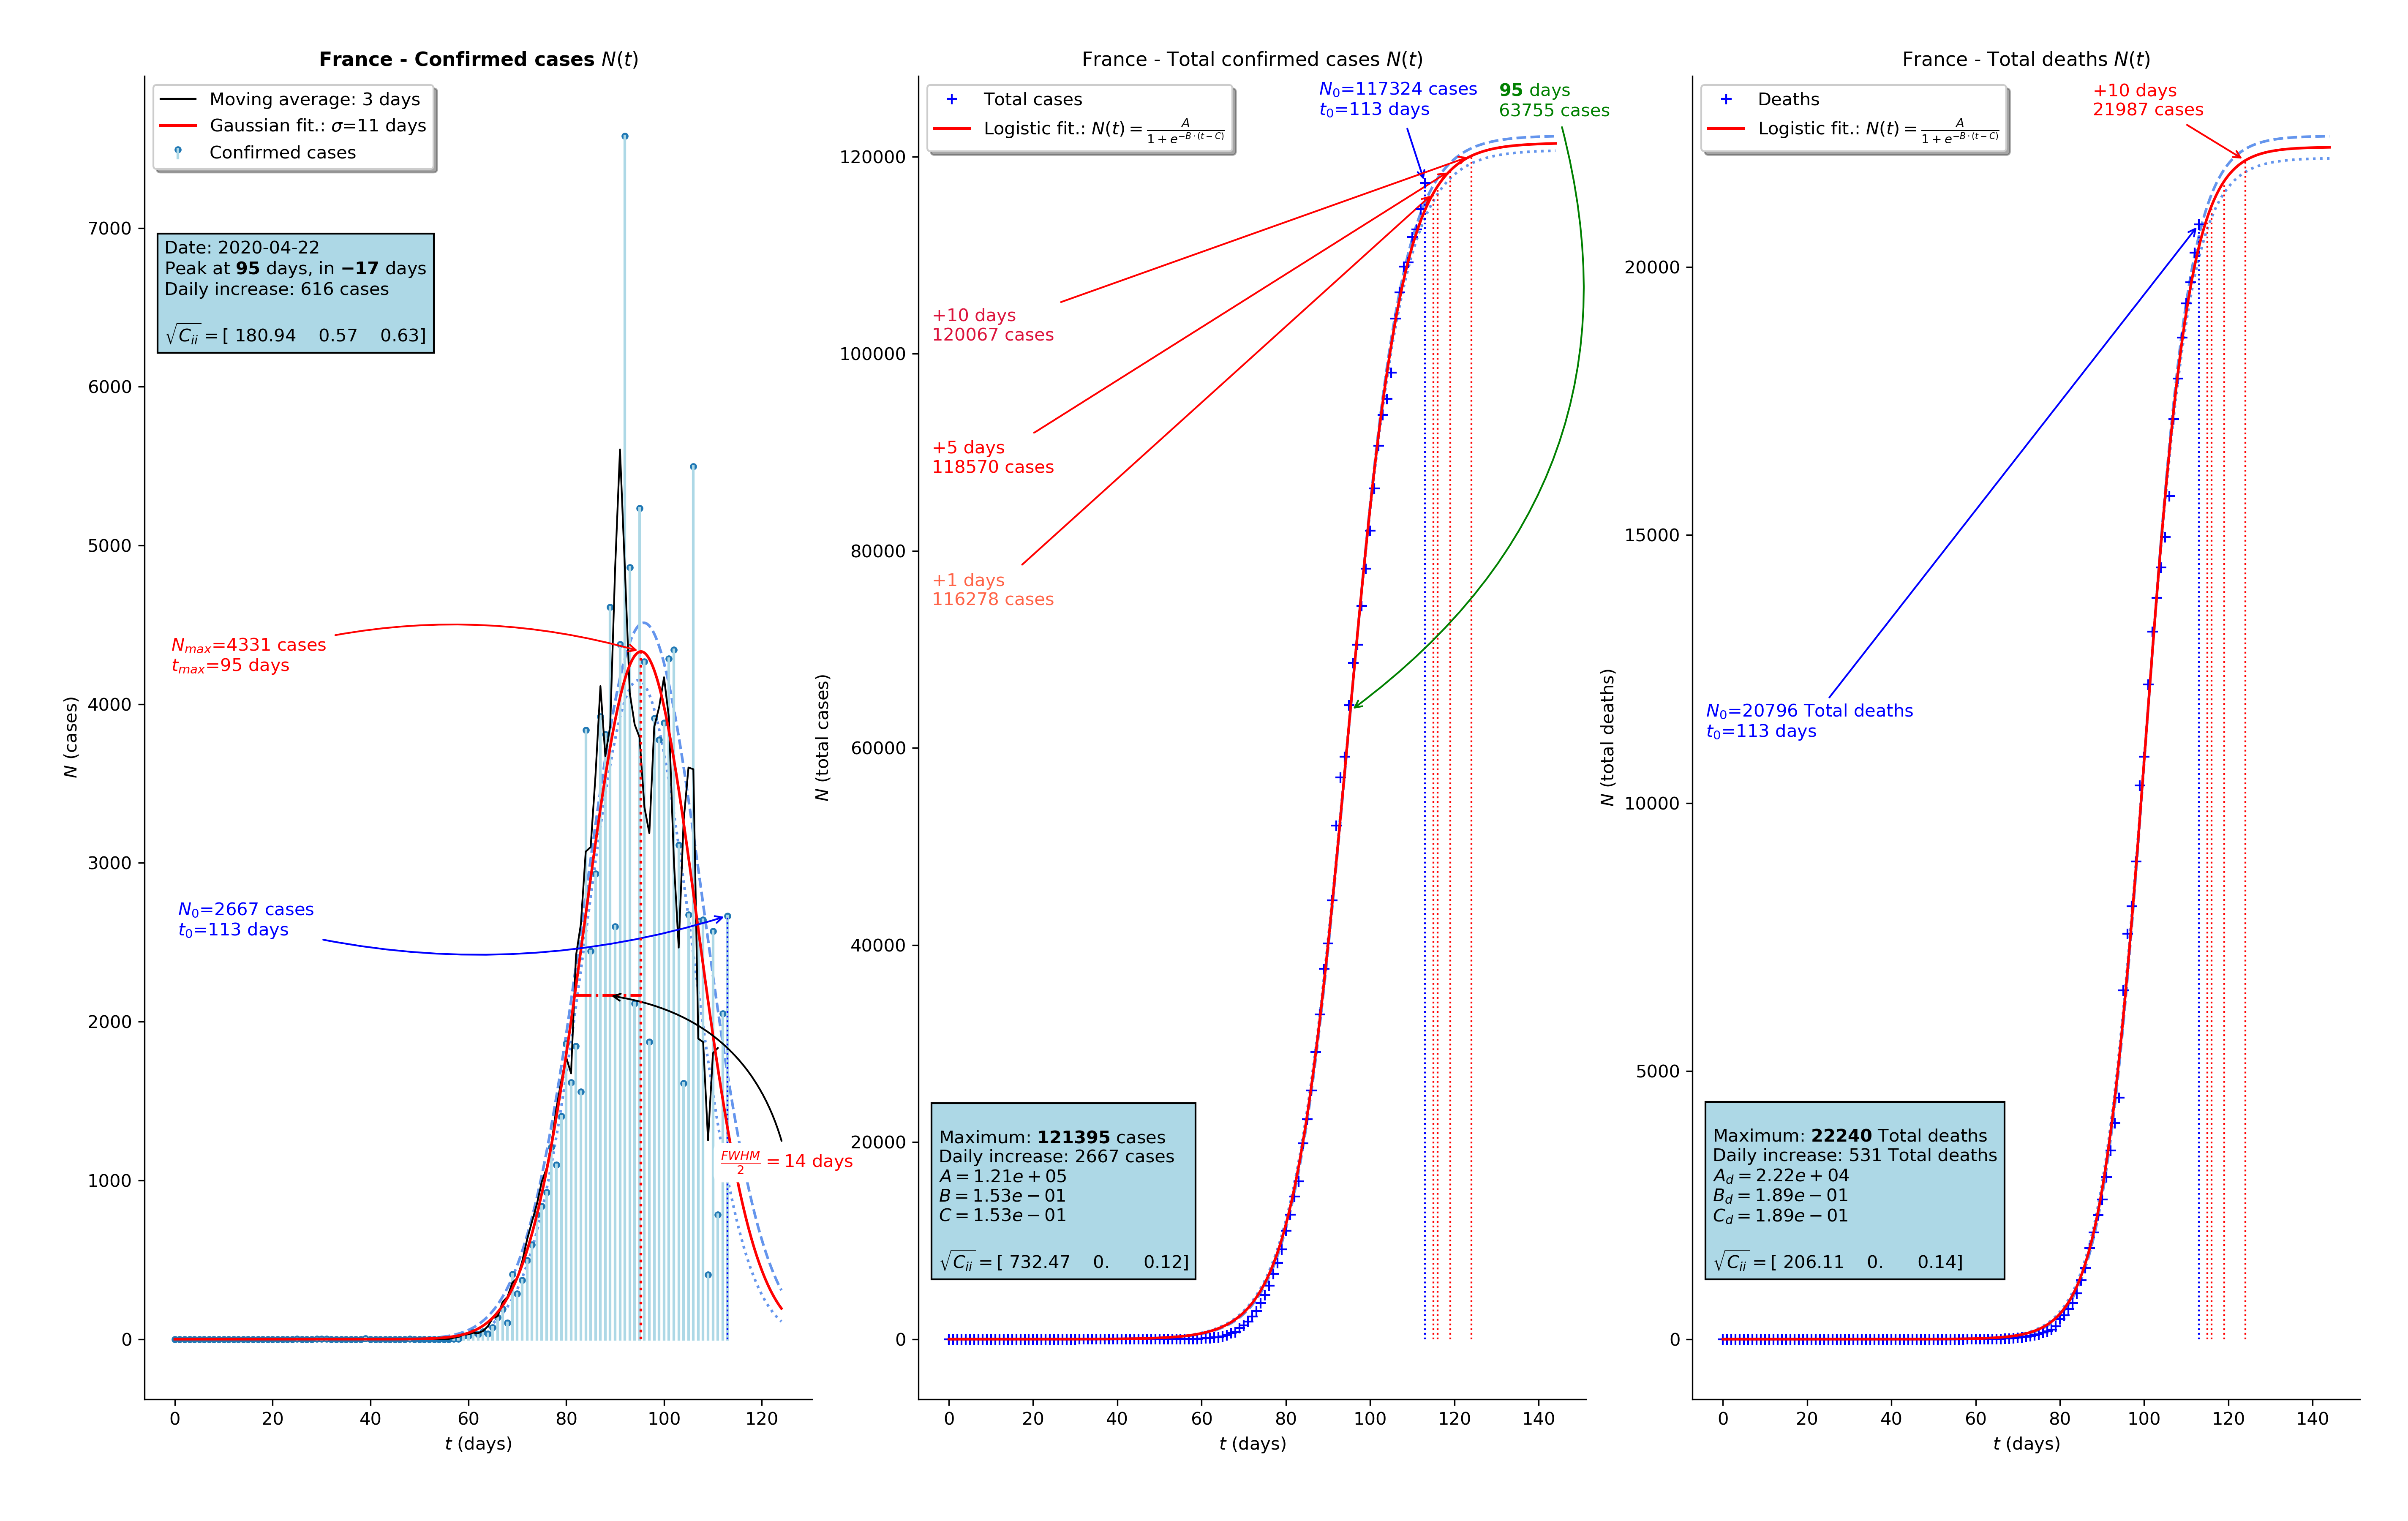 France - Confirmed cases N(t)
Moving average: 3 days
Gaussian fit.: σ=11 days
Confirmed cases
Date: 2020-04-22
Peak at 95 days, in −17 days
Daily increase: 616 cases
√C_ii = [ 180.94 0.57 0.63]
N_max=4331 cases
t_max=95 days
N_0=2667 cases
t_0=113 days
FWHM/2 = 14 days
N (cases)
7000
6000
5000
4000
3000
2000
1000
0
0 20 40 60 80 100 120
t (days)
France - Total confirmed cases N(t)
Total cases
Logistic fit.: N(t) = A/(1 + e^{−B·(t−C)})
N_0=117324 cases
t_0=113 days
95 days
63755 cases
+10 days
120067 cases
+5 days
118570 cases
+1 days
116278 cases
Maximum: 121395 cases
Daily increase: 2667 cases
A = 1.21e + 05
B = 1.53e − 01
C = 1.53e − 01
√C_ii = [ 732.47 0. 0.12]
N (total cases)
120000
100000
80000
60000
40000
20000
0
0 20 40 60 80 100 120 140
t (days)
France - Total deaths N(t)
Deaths
Logistic fit.: N(t) = A/(1 + e^{−B·(t−C)})
+10 days
21987 cases
N_0=20796 Total deaths
t_0=113 days
Maximum: 22240 Total deaths
Daily increase: 531 Total deaths
A_d = 2.22e + 04
B_d = 1.89e − 01
C_d = 1.89e − 01
√C_ii = [ 206.11 0. 0.14]
N (total deaths)
20000
15000
10000
5000
0
0 20 40 60 80 100 120 140
t (days)